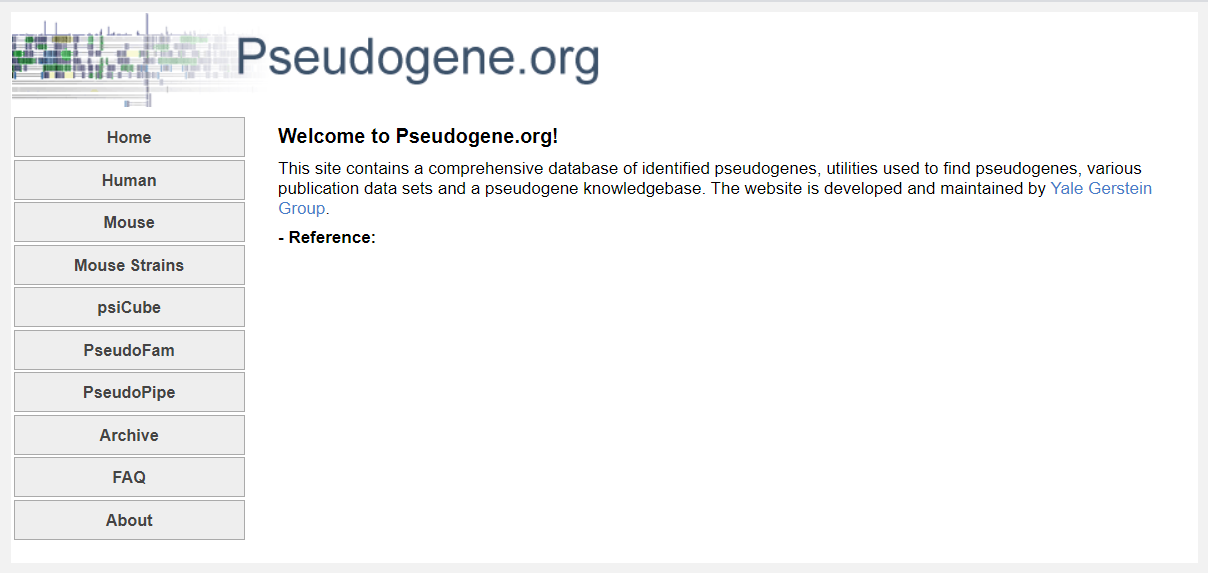 Pseudogene.org
Home
Human
Mouse
Mouse Strains
psiCube
PseudoFam
PseudoPipe
Archive
FAQ
About
Welcome to Pseudogene.org!
This site contains a comprehensive database of identified pseudogenes, utilities used to find pseudogenes, various
publication data sets and a pseudogene knowledgebase. The website is developed and maintained by Yale Gerstein
Group.
- Reference: